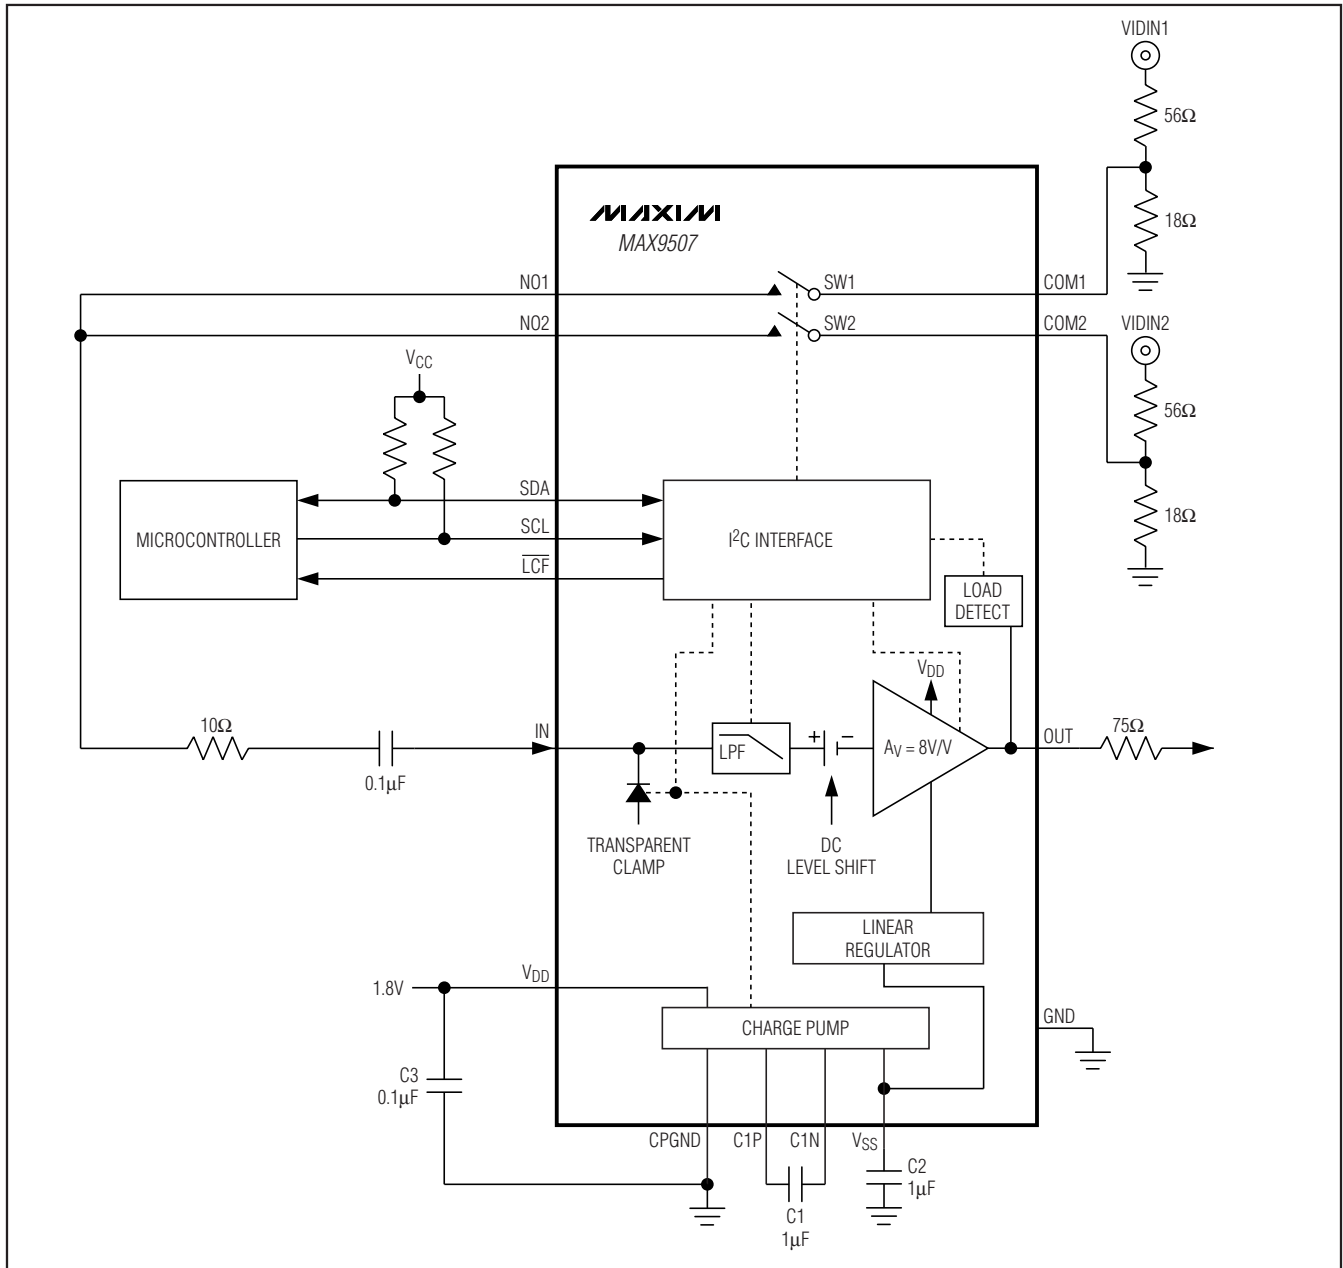 VIDIN1
56Ω
18Ω
MAXIM
MAX9507
NO1
SW1
COM1
NO2
SW2
COM2
VIDIN2
VCC
56Ω
18Ω
SDA
SCL
LCF
MICROCONTROLLER
I2C INTERFACE
LOAD
DETECT
VDD
10Ω
0.1µF
IN
LPF
+
−
AV = 8V/V
OUT
75Ω
TRANSPARENT
CLAMP
DC
LEVEL SHIFT
LINEAR
REGULATOR
1.8V
VDD
CHARGE PUMP
GND
C3
0.1µF
CPGND
C1P
C1N
VSS
C2
1µF
C1
1µF